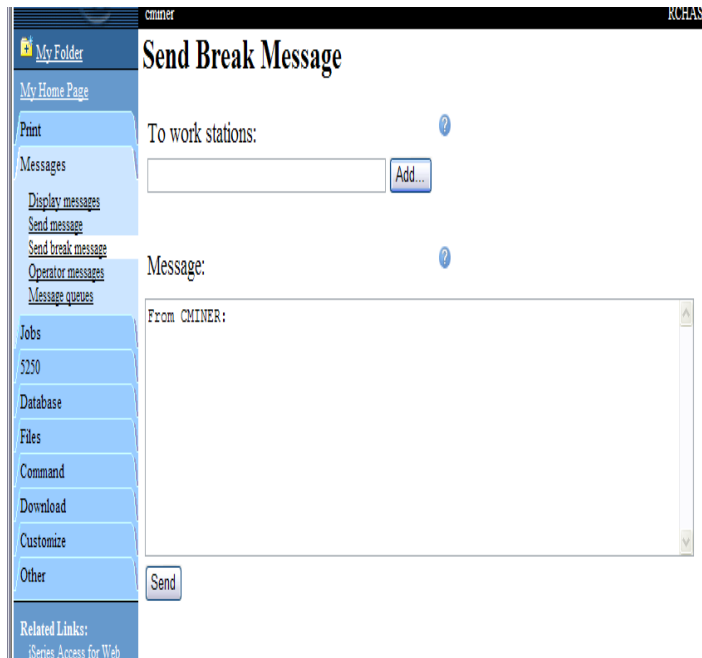 cminer
RCHAS
My Folder
My Home Page
Print
Messages
Display messages
Send message
Send break message
Operator messages
Message queues
Jobs
5250
Database
Files
Command
Download
Customize
Other
Related Links:
iSeries Access for Web
Send Break Message
To work stations:
?
Add...
Message:
?
From CMINER:
Send